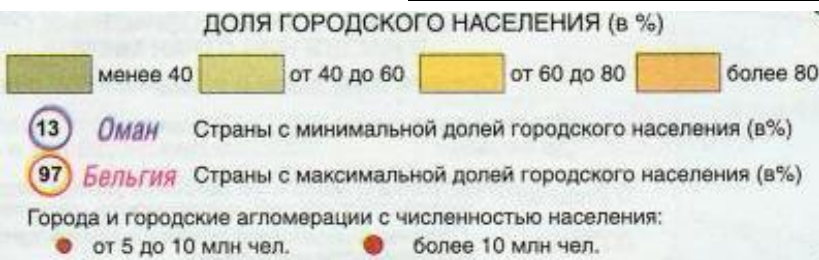 ДОЛЯ ГОРОДСКОГО НАСЕЛЕНИЯ (в %)
менее 40 от 40 до 60 от 60 до 80 более 80
13 Оман Страны с минимальной долей городского населения (в%)
97 Бельгия Страны с максимальной долей городского населения (в%)
Города и городские агломерации с численностью населения:
от 5 до 10 млн чел. более 10 млн чел.